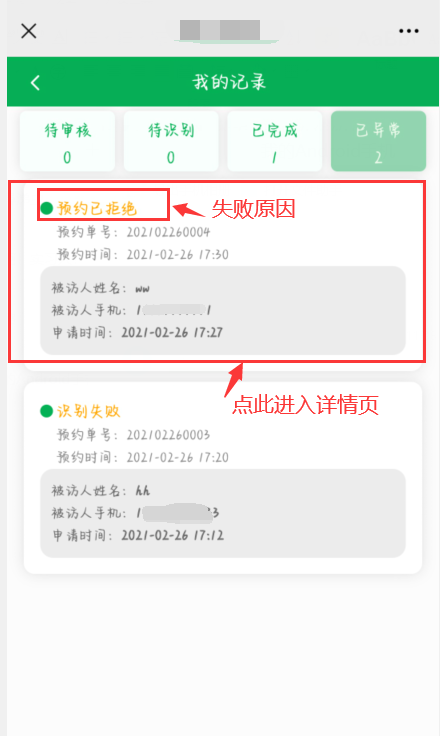 我的记录
待审核 待识别 已完成 已异常
0 0 1 2
预约已拒绝 失败原因
预约单号：202102260004
预约时间：2021-02-26 17:30
被访人姓名：ww
被访人手机：1 1
申请时间：2021-02-26 17:27
点此进入详情页
识别失败
预约单号：202102260003
预约时间：2021-02-26 17:20
被访人姓名：hh
被访人手机：1 3
申请时间：2021-02-26 17:12